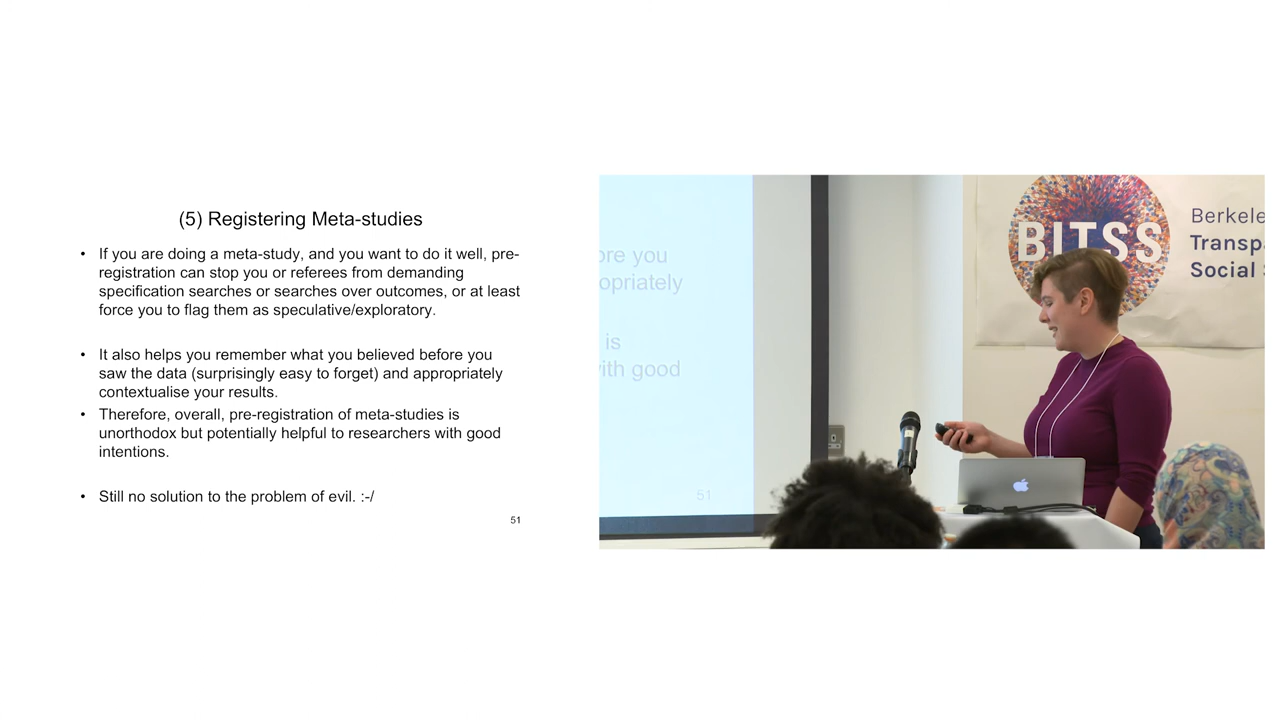 (5) Registering Meta-studies
• If you are doing a meta-study, and you want to do it well, pre-
registration can stop you or referees from demanding
specification searches or searches over outcomes, or at least
force you to flag them as speculative/exploratory.
• It also helps you remember what you believed before you
saw the data (surprisingly easy to forget) and appropriately
contextualise your results.
• Therefore, overall, pre-registration of meta-studies is
unorthodox but potentially helpful to researchers with good
intentions.
• Still no solution to the problem of evil. :-/
51
ore you
opriately
is
ith good
51
BITSS
Berkele
Transpa
Social